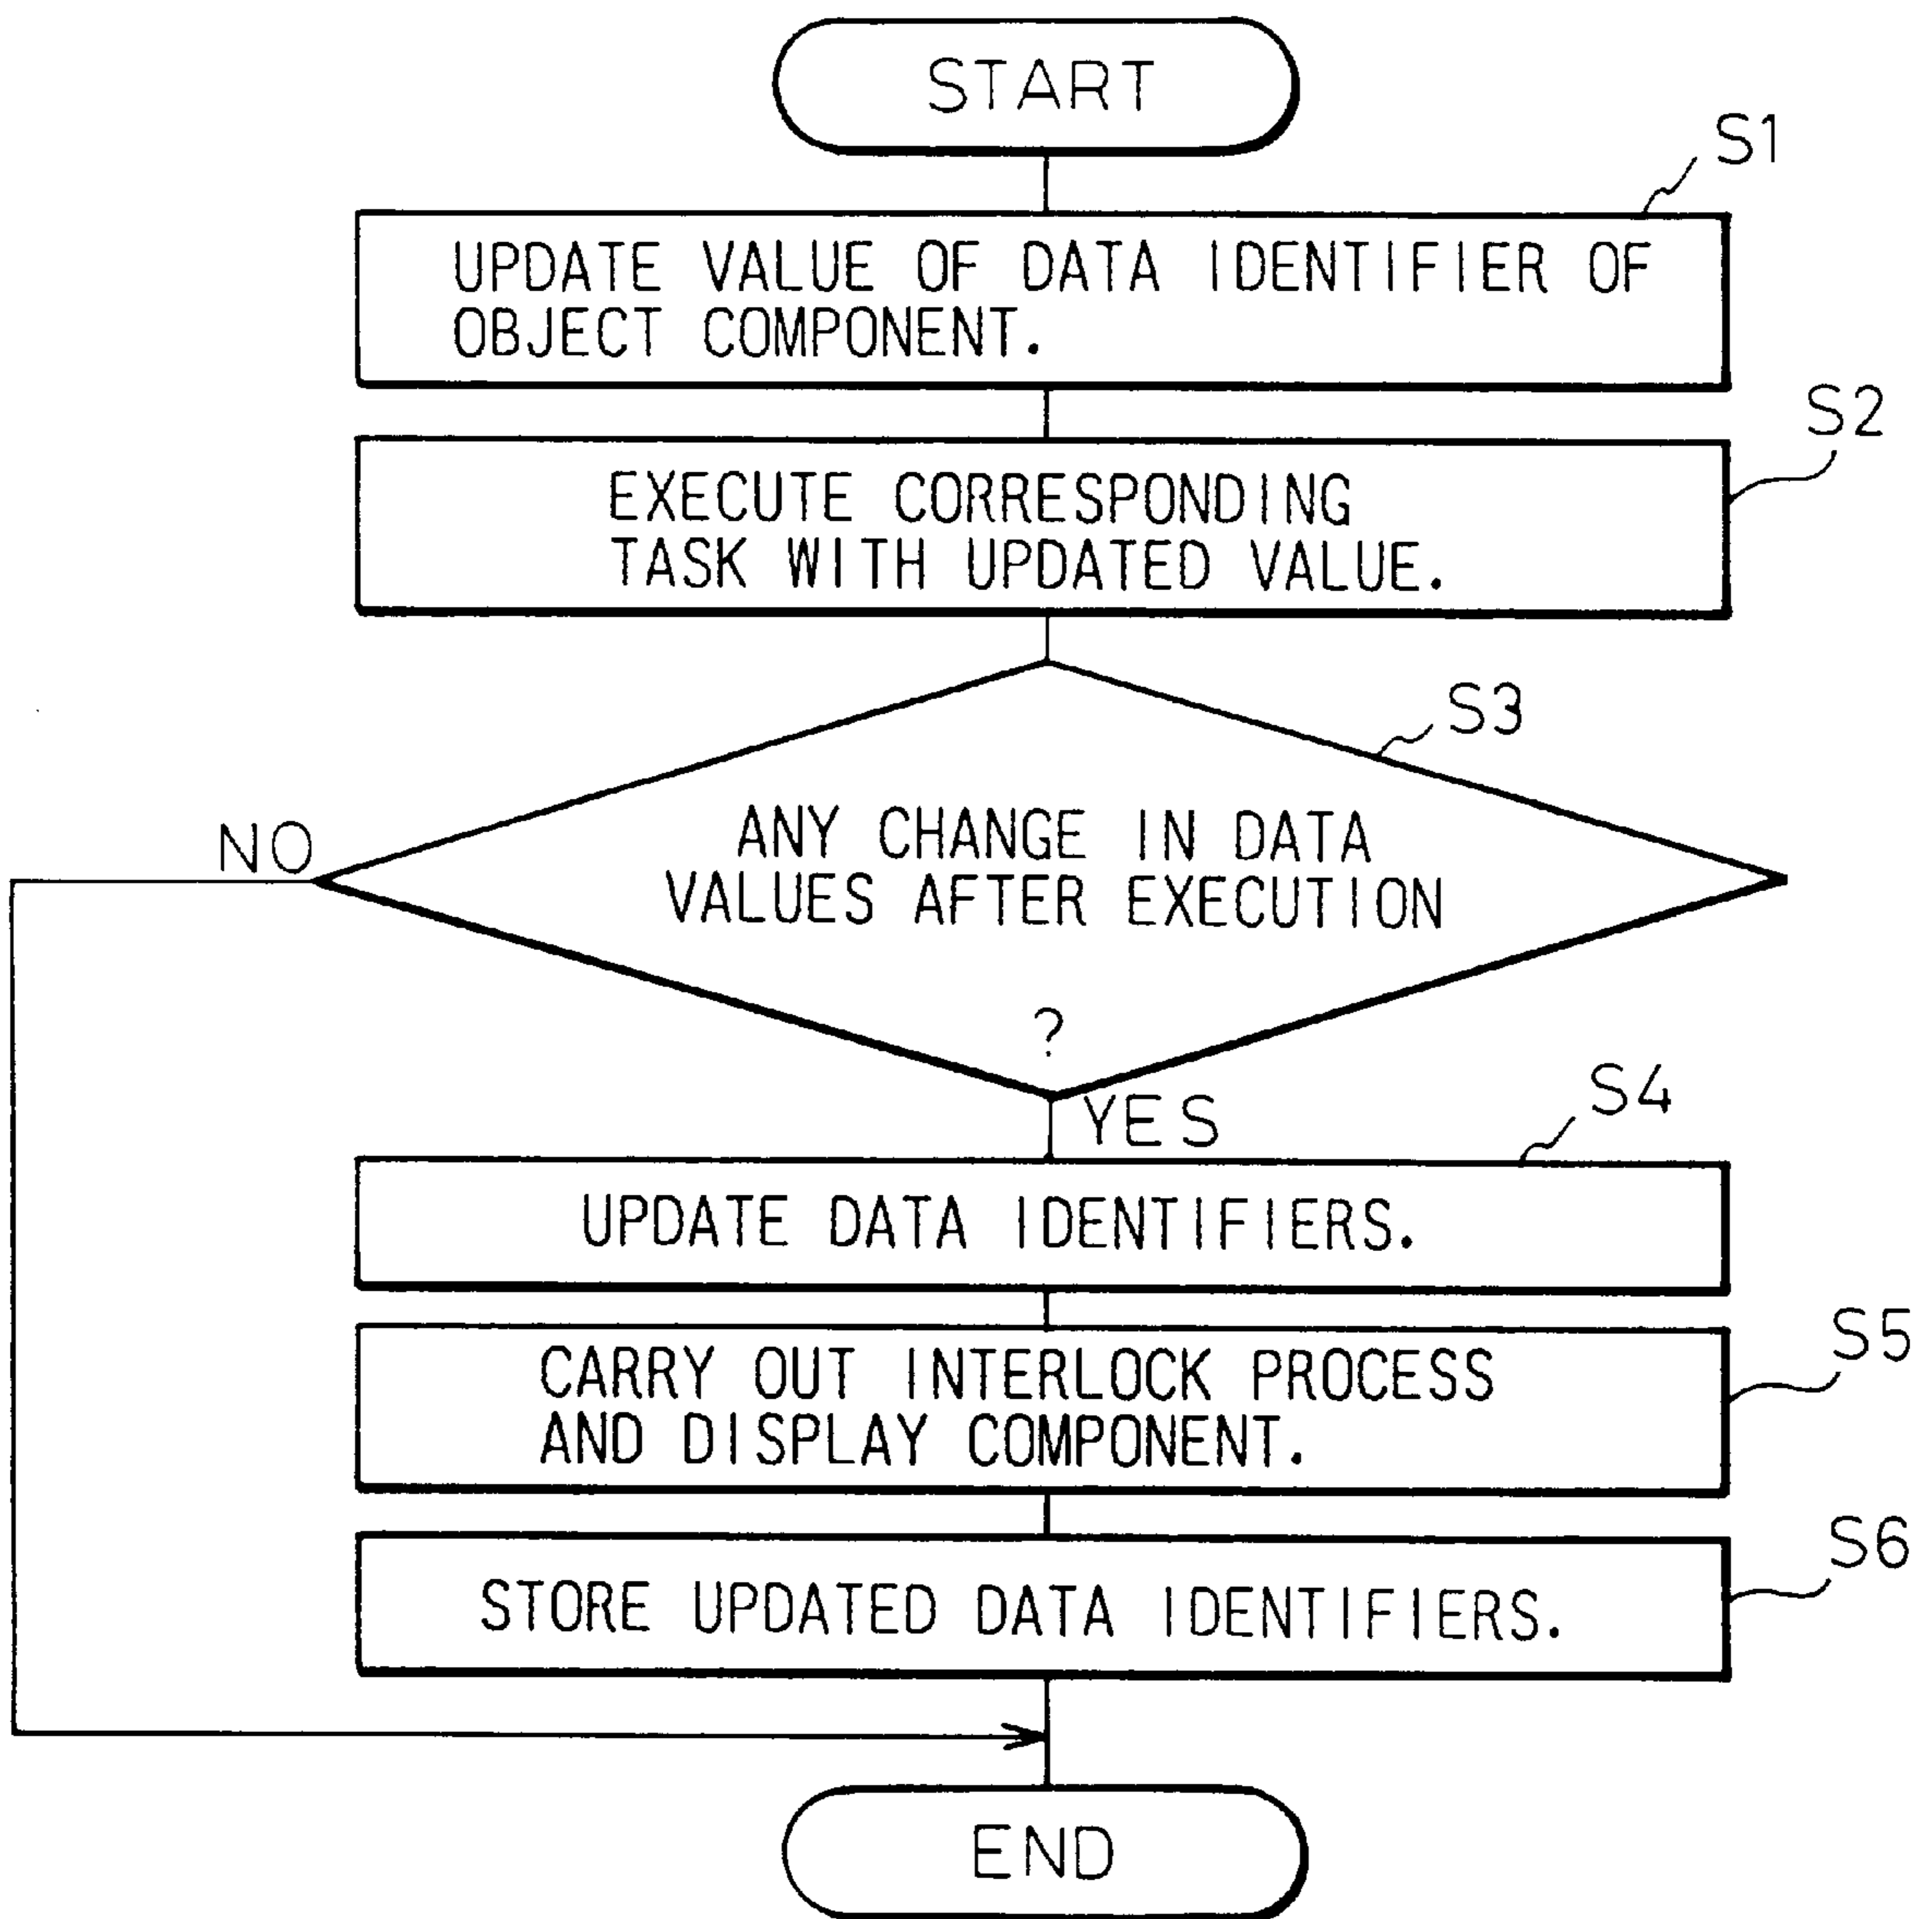 START
S1
UPDATE VALUE OF DATA IDENTIFIER OF
OBJECT COMPONENT.
S2
EXECUTE CORRESPONDING
TASK WITH UPDATED VALUE.
S3
ANY CHANGE IN DATA
VALUES AFTER EXECUTION
?
NO
YES
S4
UPDATE DATA IDENTIFIERS.
S5
CARRY OUT INTERLOCK PROCESS
AND DISPLAY COMPONENT.
S6
STORE UPDATED DATA IDENTIFIERS.
END